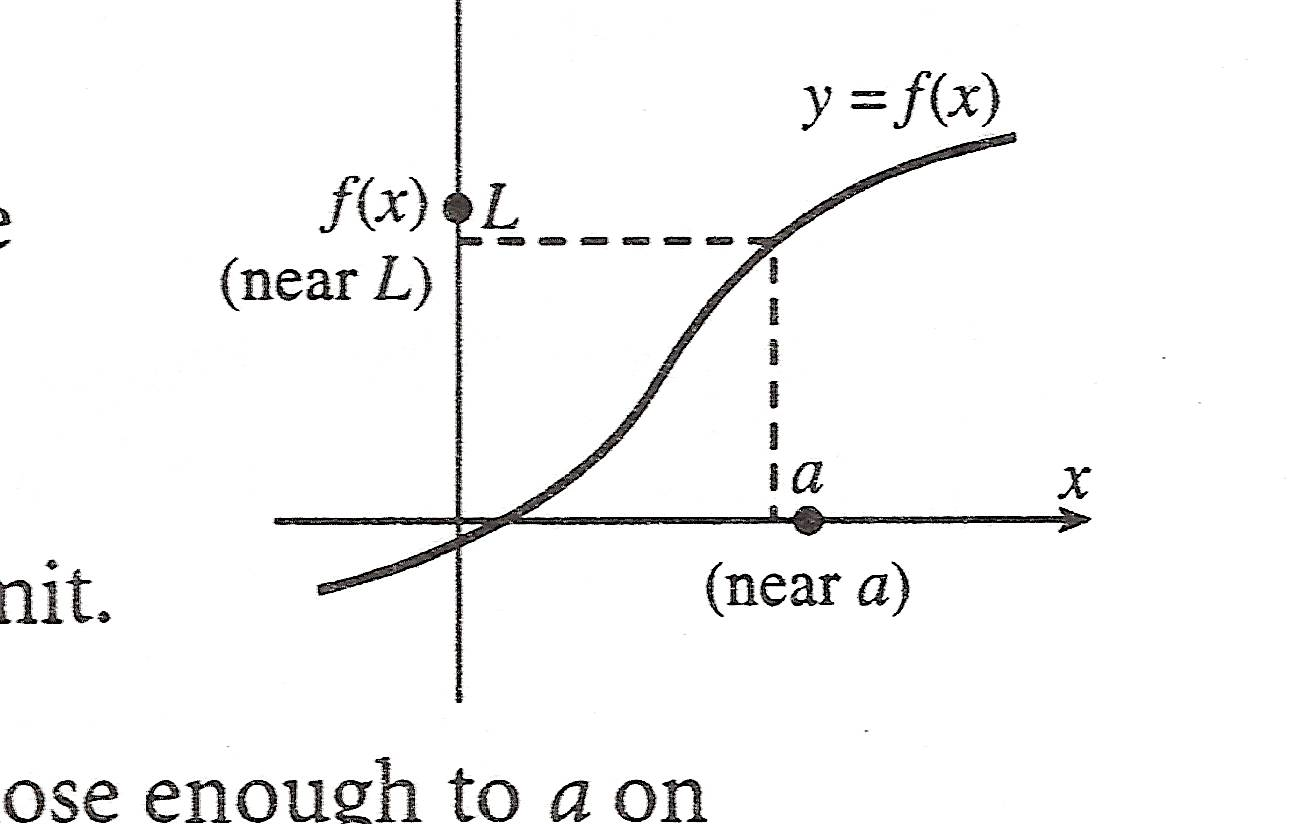 y = f(x)
f(x) L
e
(near L)
a
x
(near a)
nit.
ose enough to a on